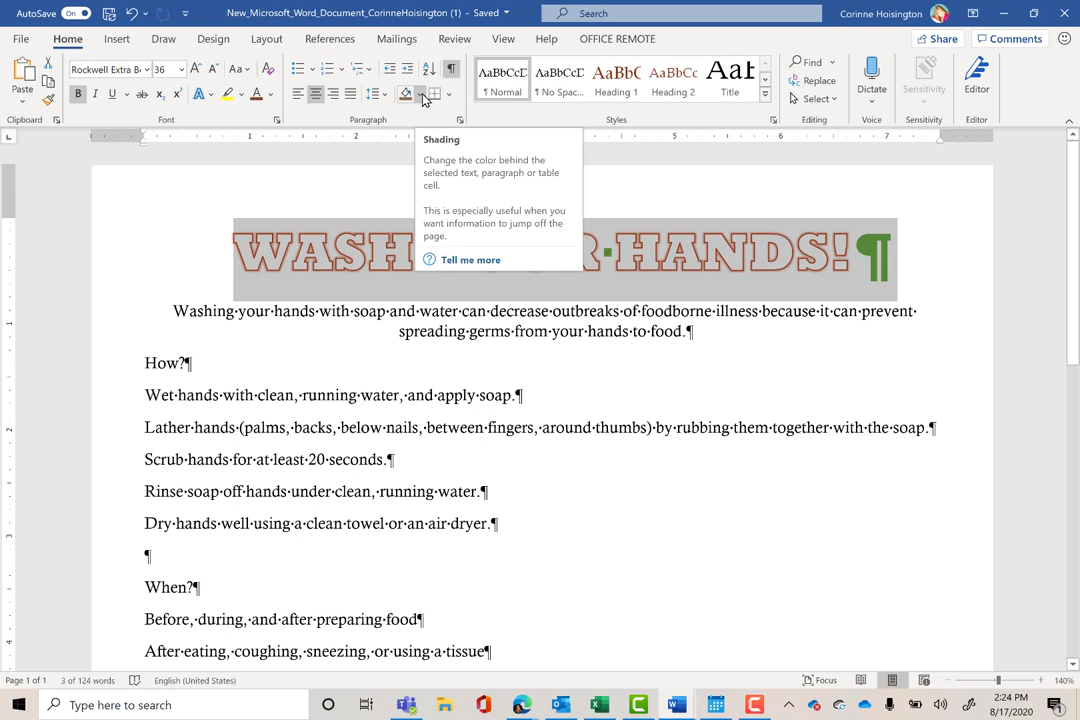 AutoSave On New_Microsoft_Word_Document_CorinneHoisington (1) - Saved Search Corinne Hoisington
File Home Insert Draw Design Layout References Mailings Review View Help OFFICE REMOTE Share Comments
Paste Rockwell Extra B 36 Aa AaBbCcD AaBbCcDc AaBbC AaBbCc AaB Find Dictate Sensitivity Editor
B I U ab x2 x2 A A ¶ Normal ¶ No Spac... Heading 1 Heading 2 Title Replace
Select
Clipboard Font Paragraph Styles Editing Voice Sensitivity Editor
1 2 5 6 7
Shading
Change the color behind the
selected text, paragraph or table
cell.
This is especially useful when you
want information to jump off the
page.
Tell me more
WASH HANDS!¶
Washing·your·hands·with·soap·and·water·can·decrease·outbreaks·of·foodborne·illness·because·it·can·prevent·
spreading·germs·from·your·hands·to·food.¶
How?¶
Wet·hands·with·clean,·running·water,·and·apply·soap.¶
Lather·hands·(palms,·backs,·below·nails,·between·fingers,·around·thumbs)·by·rubbing·them·together·with·the·soap.¶
Scrub·hands·for·at·least·20·seconds.¶
Rinse·soap·off·hands·under·clean,·running·water.¶
Dry·hands·well·using·a·clean·towel·or·an·air·dryer.¶
¶
When?¶
Before,·during,·and·after·preparing·food¶
After·eating,·coughing,·sneezing,·or·using·a·tissue¶
Page 1 of 1 3 of 124 words English (United States) Focus 140%
Type here to search 2:24 PM
8/17/2020